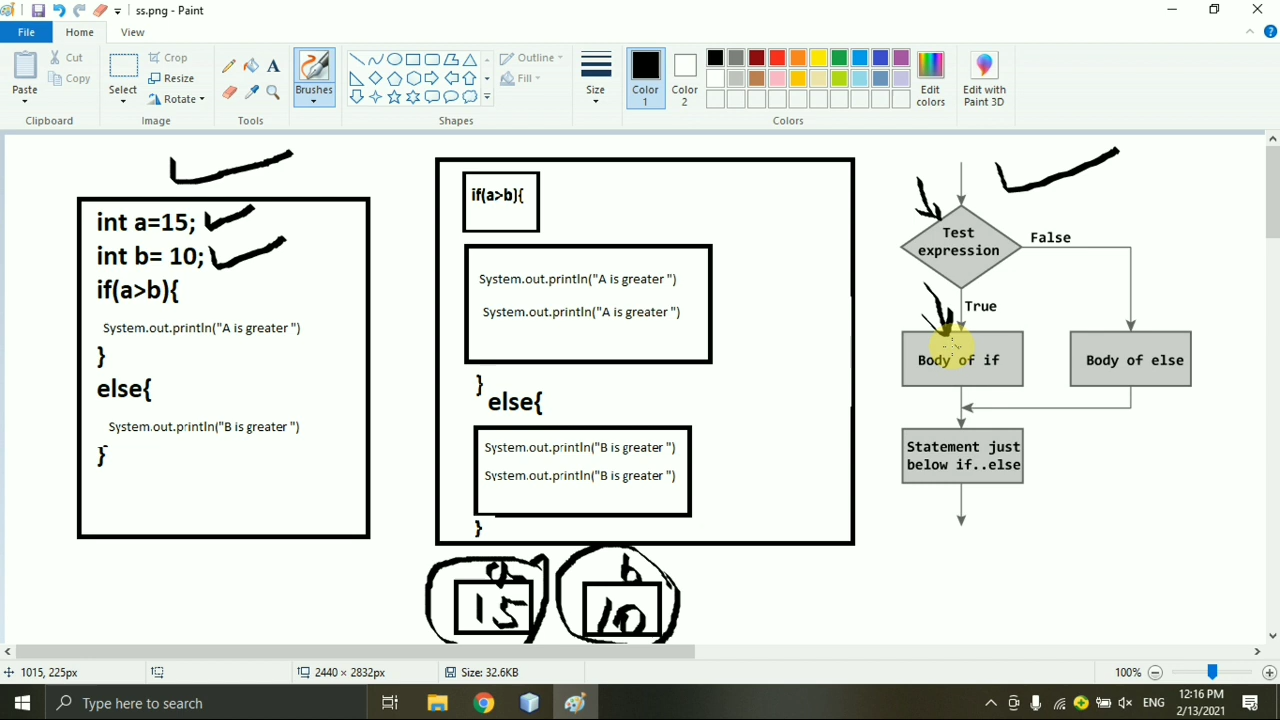 ss.png - Paint
File
Home
View
Paste
Cut
Copy
Clipboard
Select
Crop
Resize
Rotate
Image
Tools
Brushes
Outline
Fill
Shapes
Size
Color 1
Color 2
Edit colors
Edit with Paint 3D
Colors
int a=15;
int b= 10;
if(a>b){
System.out.println("A is greater ")
}
else{
System.out.println("B is greater ")
}
if(a>b){
System.out.println("A is greater ")
System.out.println("A is greater ")
}
else{
System.out.println("B is greater ")
System.out.println("B is greater ")
}
a
15
b
10
Test
expression
False
True
Body of if
Body of else
Statement just
below if..else
1015, 225px
2440 × 2832px
Size: 32.6KB
100%
Type here to search
ENG
12:16 PM
2/13/2021